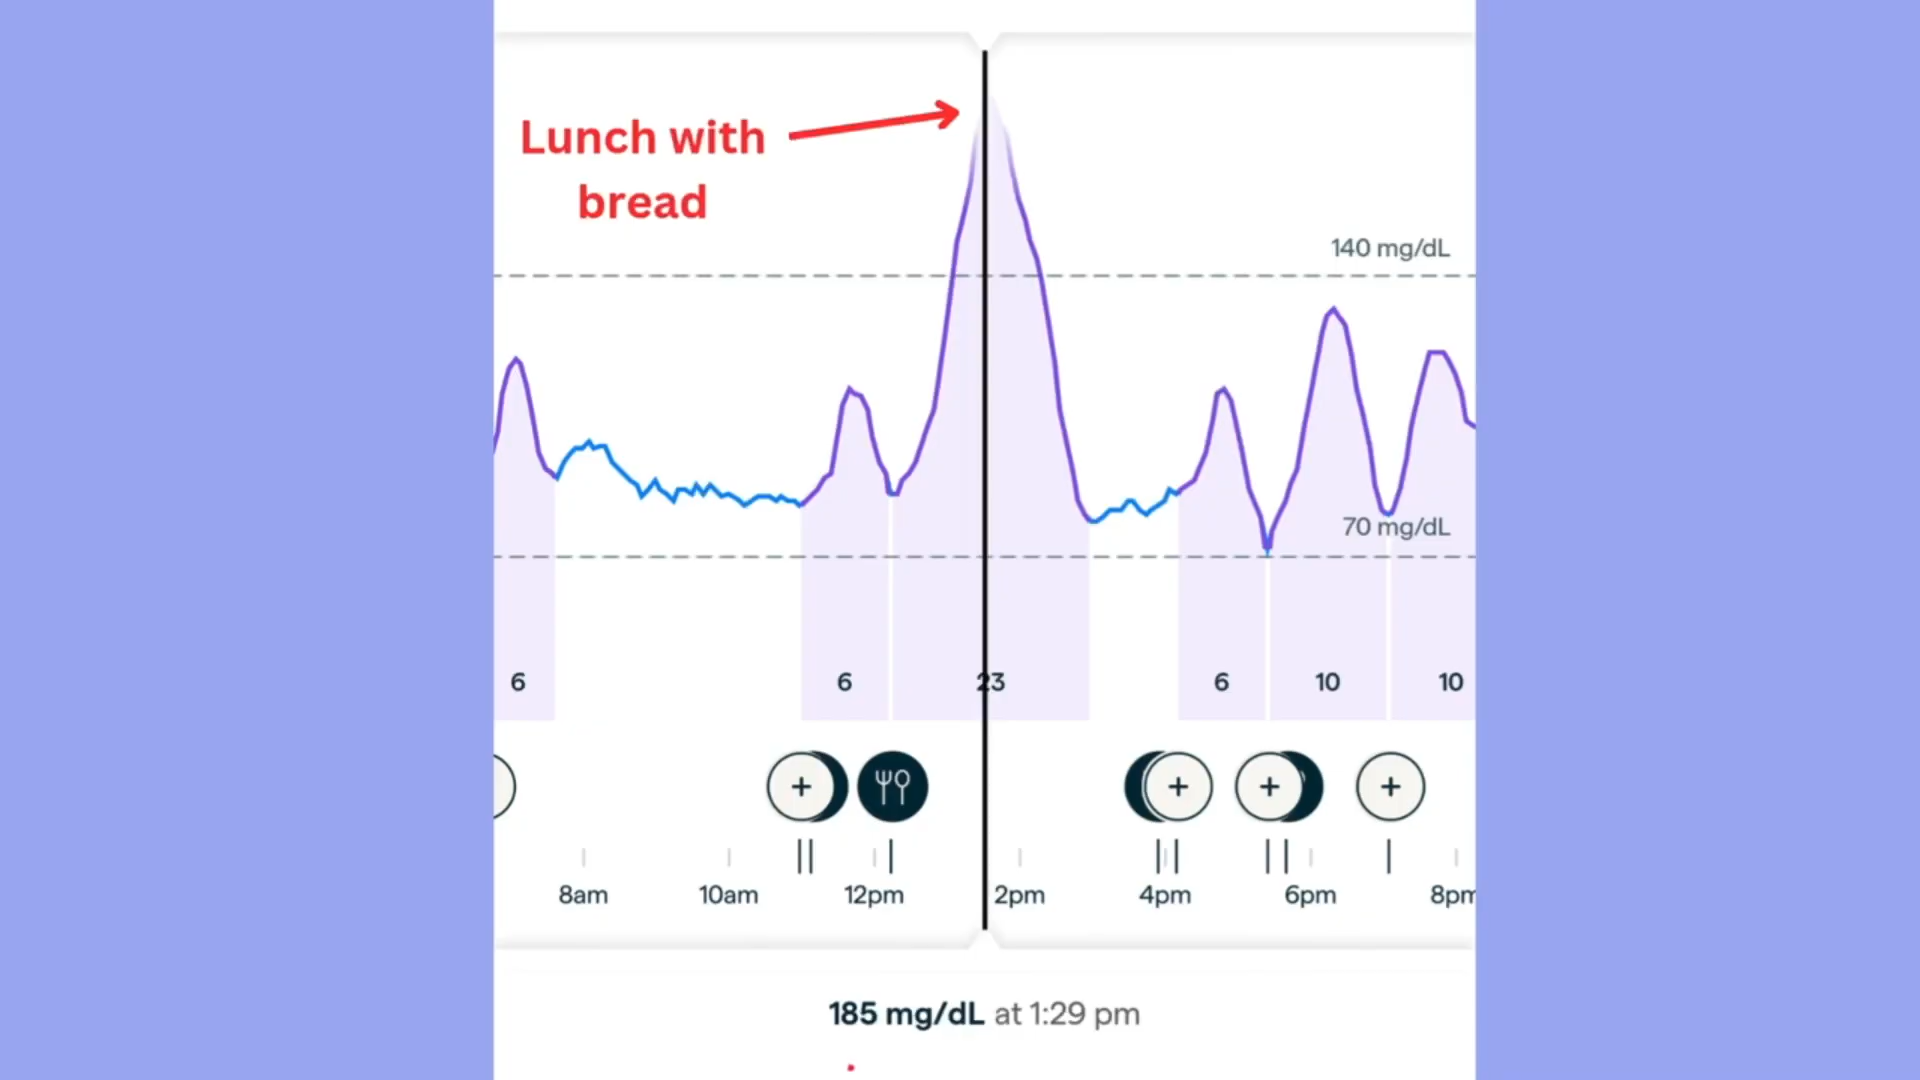 Lunch with
bread
140 mg/dL
70 mg/dL
6
6
23
6
10
10
8am
10am
12pm
2pm
4pm
6pm
8pm
185 mg/dL at 1:29 pm